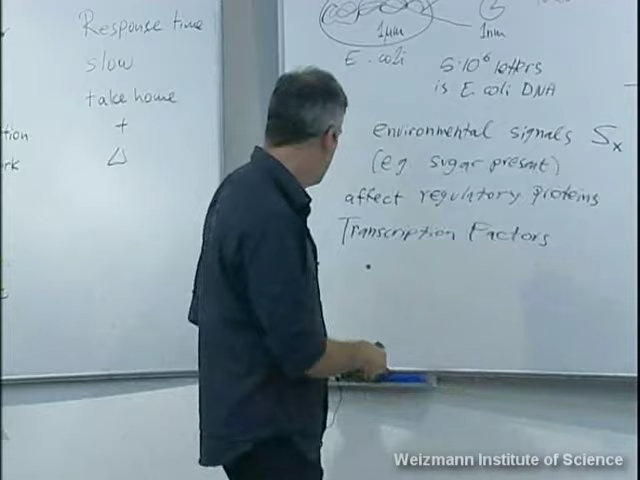 Response time
slow
take home
+
tion
rk
1μm
1nm
E.coli
5·10⁶ letters
is E.coli DNA
environmental signals Sx
(eg sugar present)
affect regulatory proteins
Transcription Factors
Weizmann Institute of Science